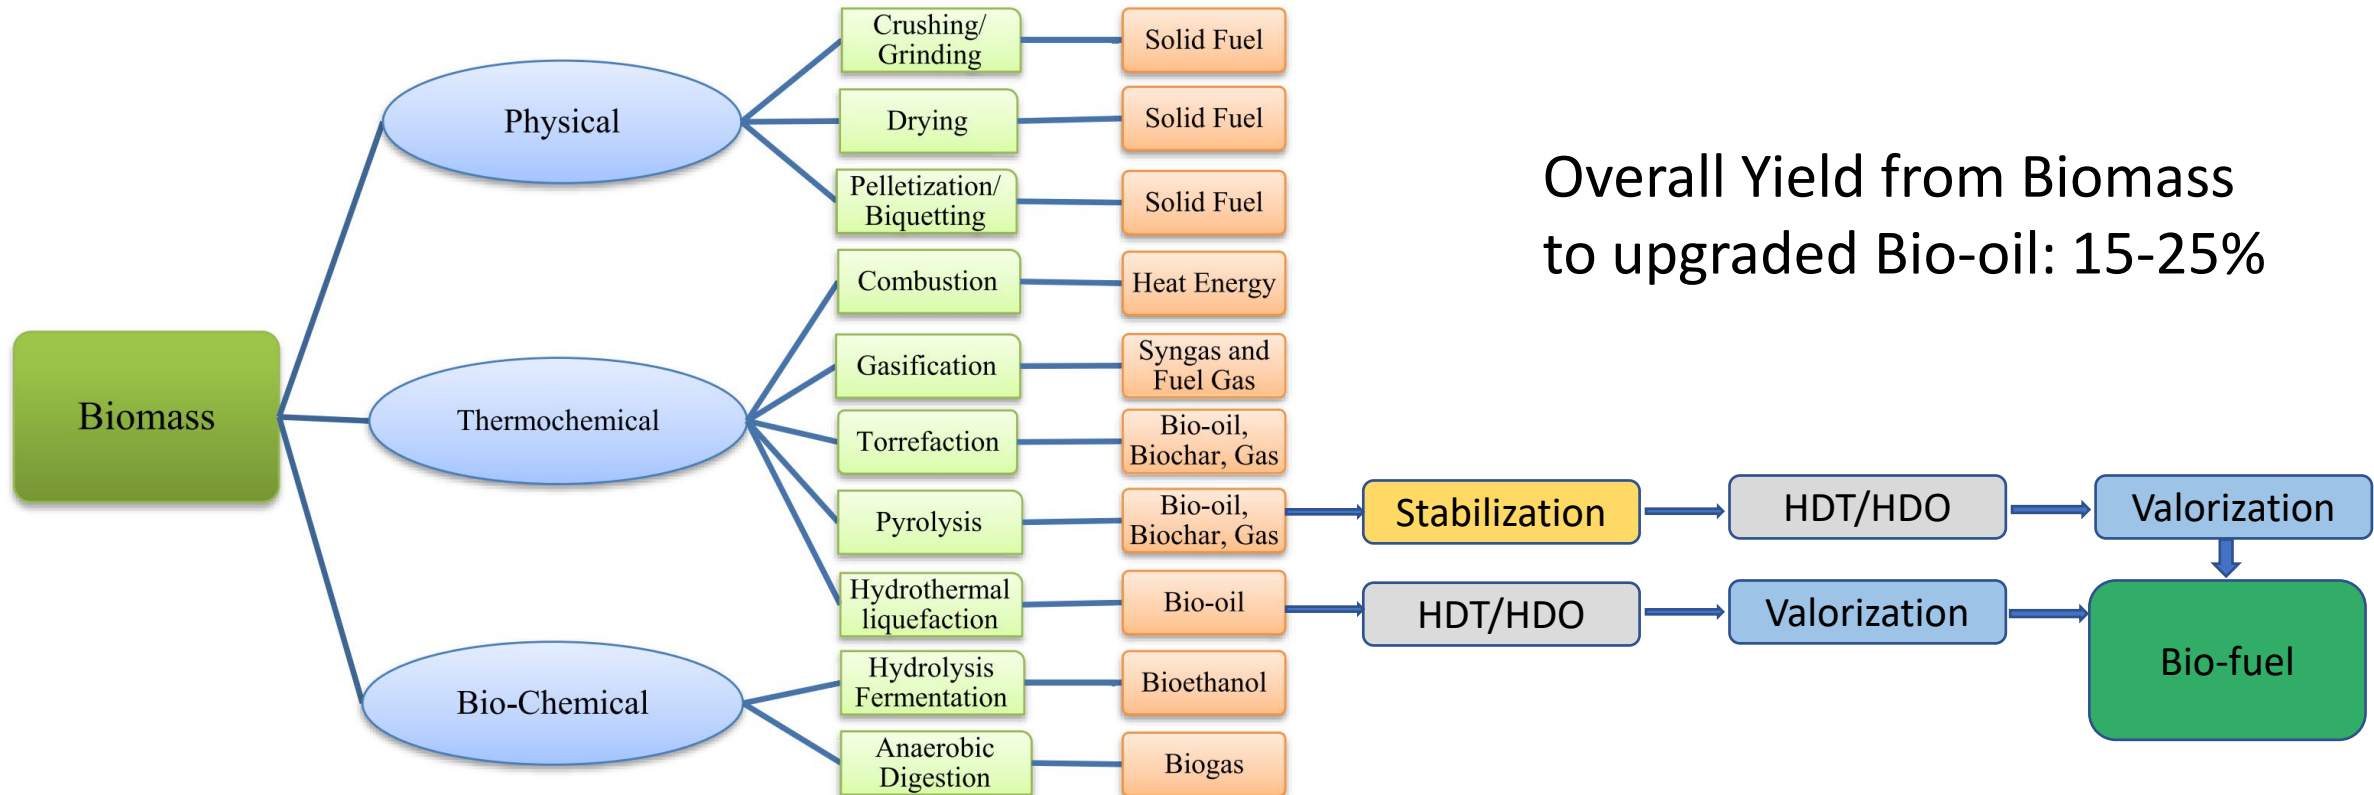 Biomass
Physical
Thermochemical
Bio-Chemical
Crushing/
Grinding
Solid Fuel
Drying
Solid Fuel
Pelletization/
Biquetting
Solid Fuel
Combustion
Heat Energy
Gasification
Syngas and
Fuel Gas
Torrefaction
Bio-oil,
Biochar, Gas
Pyrolysis
Bio-oil,
Biochar, Gas
Stabilization
HDT/HDO
Valorization
Hydrothermal
liquefaction
Bio-oil
HDT/HDO
Valorization
Bio-fuel
Hydrolysis
Fermentation
Bioethanol
Anaerobic
Digestion
Biogas
Overall Yield from Biomass
to upgraded Bio-oil: 15-25%